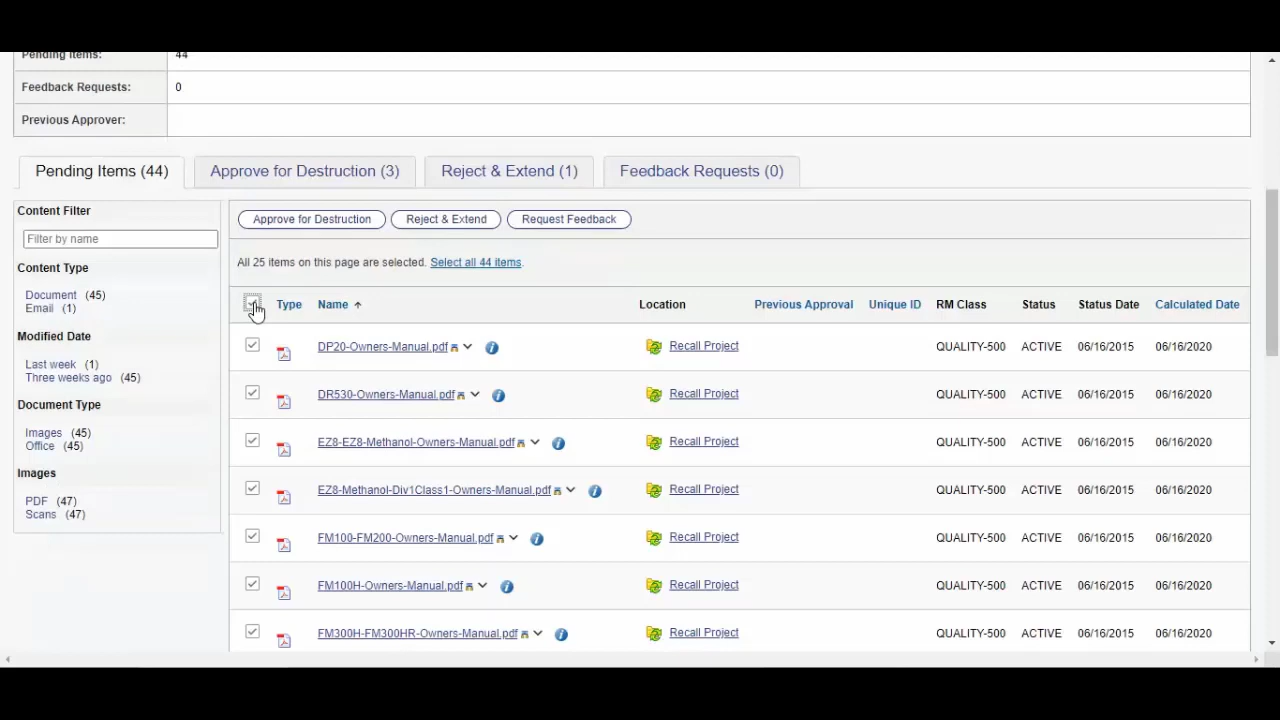 Pending Items: 44
Feedback Requests: 0
Previous Approver:
Pending Items (44) Approve for Destruction (3) Reject & Extend (1) Feedback Requests (0)
Content Filter
Filter by name
Content Type
Document (45)
Email (1)
Modified Date
Last week (1)
Three weeks ago (45)
Document Type
Images (45)
Office (45)
Images
PDF (47)
Scans (47)
Approve for Destruction Reject & Extend Request Feedback
All 25 items on this page are selected. Select all 44 items.
Type Name Location Previous Approval Unique ID RM Class Status Status Date Calculated Date
DP20-Owners-Manual.pdf Recall Project QUALITY-500 ACTIVE 06/16/2015 06/16/2020
DR530-Owners-Manual.pdf Recall Project QUALITY-500 ACTIVE 06/16/2015 06/16/2020
EZ8-EZ8-Methanol-Owners-Manual.pdf Recall Project QUALITY-500 ACTIVE 06/16/2015 06/16/2020
EZ8-Methanol-Div1Class1-Owners-Manual.pdf Recall Project QUALITY-500 ACTIVE 06/16/2015 06/16/2020
FM100-FM200-Owners-Manual.pdf Recall Project QUALITY-500 ACTIVE 06/16/2015 06/16/2020
FM100H-Owners-Manual.pdf Recall Project QUALITY-500 ACTIVE 06/16/2015 06/16/2020
FM300H-FM300HR-Owners-Manual.pdf Recall Project QUALITY-500 ACTIVE 06/16/2015 06/16/2020